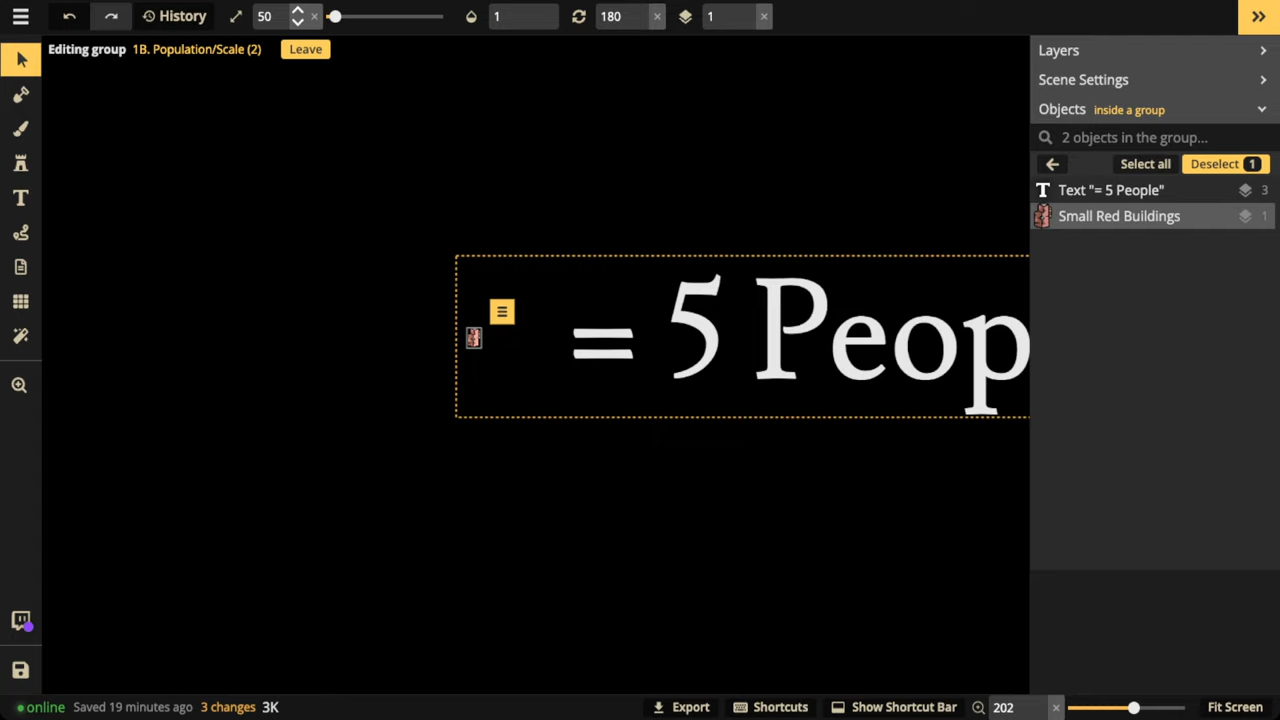 History
50
1
180
1
Editing group 1B. Population/Scale (2)
Leave
Layers
Scene Settings
Objects inside a group
2 objects in the group...
Select all
Deselect 1
T Text "= 5 People" 3
Small Red Buildings 1
= 5 Peop
online
Saved 19 minutes ago
3 changes
3K
Export
Shortcuts
Show Shortcut Bar
202
Fit Screen